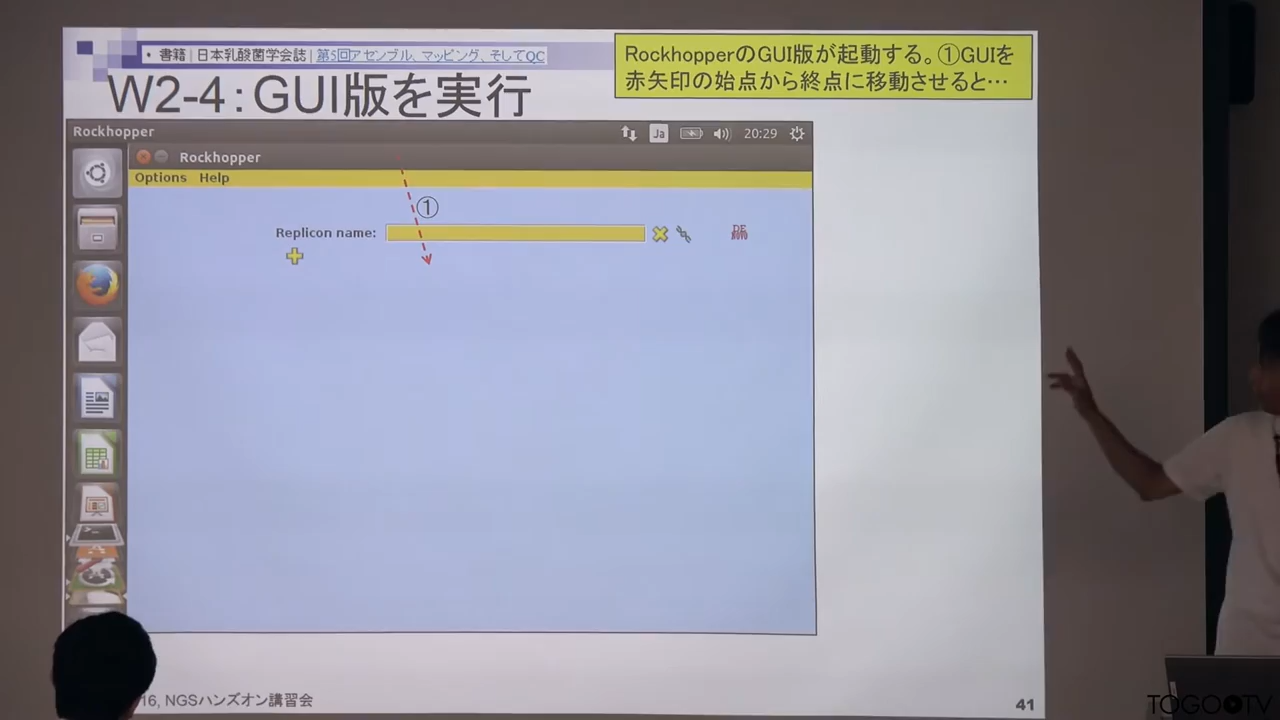 • 書籍 | 日本乳酸菌学会誌 | 第5回アセンブル、マッピング、そしてQC
RockhopperのGUI版が起動する。①GUIを
赤矢印の始点から終点に移動させると…
W2-4：GUI版を実行
Rockhopper
Ja
20:29
Rockhopper
Options Help
①
Replicon name:
DE
16, NGSハンズオン講習会
41
TOGOTV